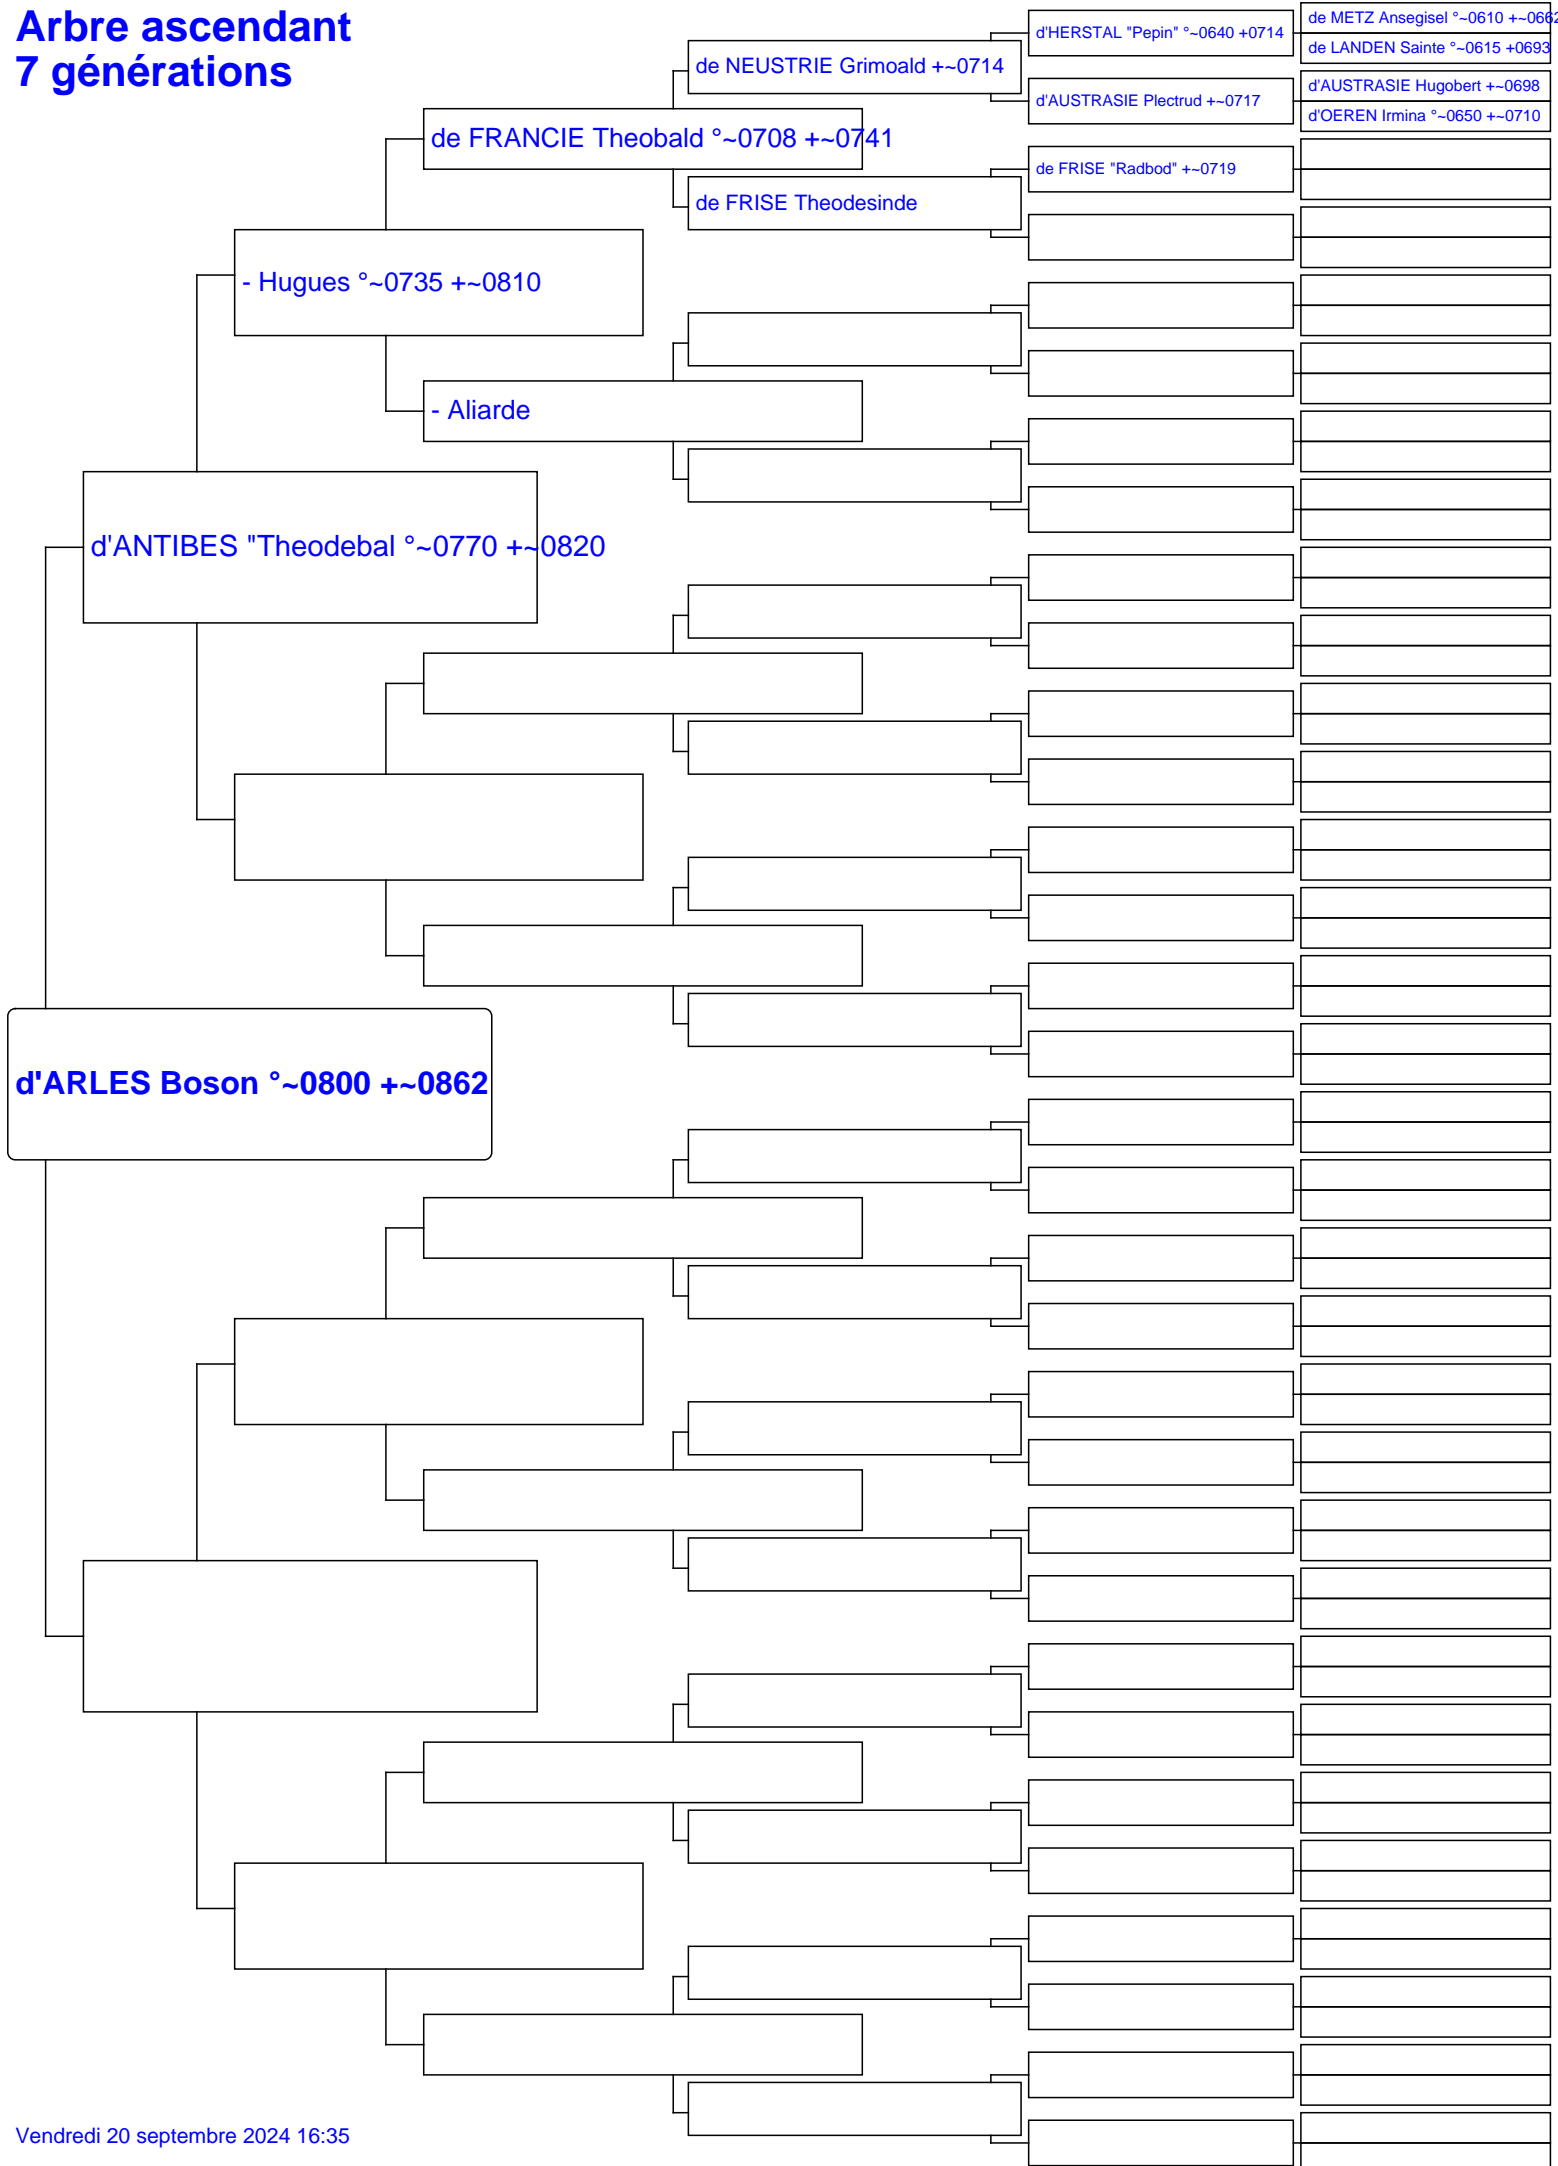 Arbre ascendant
7 générations
de METZ Ansegisel °~0610 +~0662
d'HERSTAL "Pepin" °~0640 +0714
de LANDEN Sainte °~0615 +0693
de NEUSTRIE Grimoald +~0714
d'AUSTRASIE Hugobert +~0698
d'AUSTRASIE Plectrud +~0717
d'OEREN Irmina °~0650 +~0710
de FRANCIE Theobald °~0708 +~0741
de FRISE "Radbod" +~0719
de FRISE Theodesinde
- Hugues °~0735 +~0810
- Aliarde
d'ANTIBES "Theodebal °~0770 +~0820
d'ARLES Boson °~0800 +~0862
Vendredi 20 septembre 2024 16:35